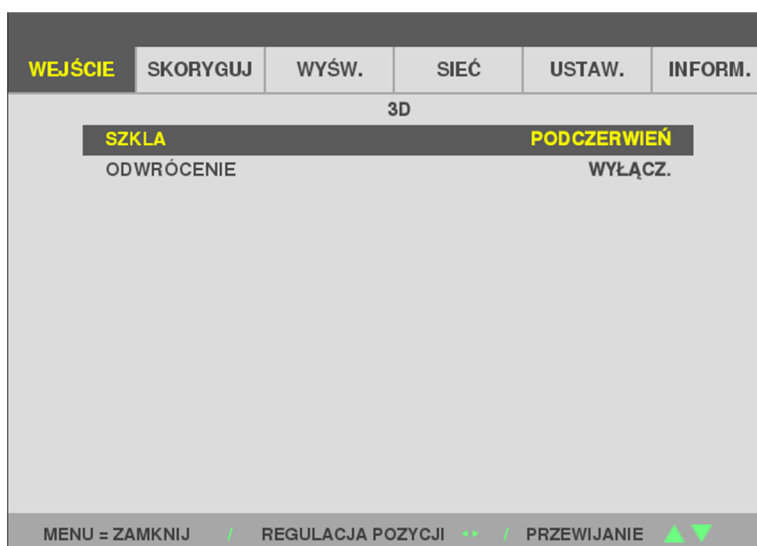 WEJŚCIE SKORYGUJ WYŚW. SIEĆ USTAW. INFORM.
3D
SZKLA PODCZERWIEŃ
ODWRÓCENIE WYŁĄCZ.
MENU = ZAMKNIJ / REGULACJA POZYCJI / PRZEWIJANIE